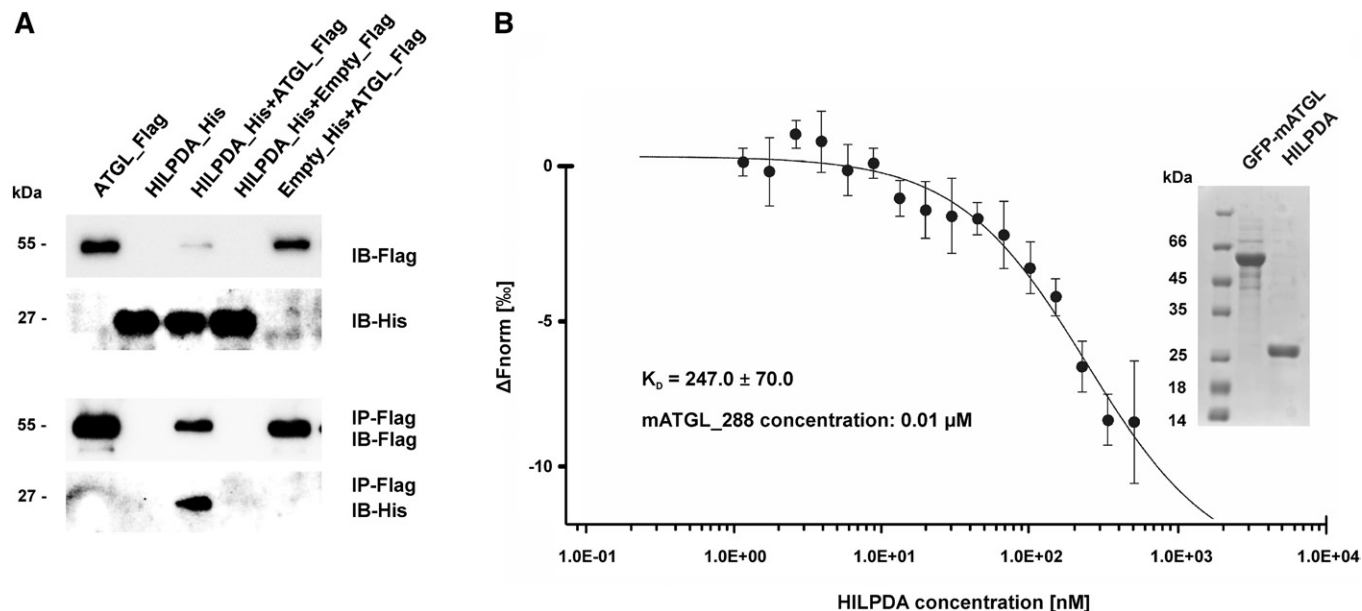 A
ATGL_Flag
HILPDA_His
HILPDA_His+ATGL_Flag
HILPDA_His+Empty_Flag
Empty_His+ATGL_Flag
kDa
55 -
IB-Flag
27 -
IB-His
55 -
IP-Flag
IB-Flag
27 -
IP-Flag
IB-His
B
0
-5
-10
ΔFnorm [‰]
K_D = 247.0 ± 70.0
mATGL_288 concentration: 0.01 µM
1.0E-01 1.0E+00 1.0E+01 1.0E+02 1.0E+03 1.0E+04
HILPDA concentration [nM]
GFP-mATGL
HILPDA
kDa
66
45
35
25
18
14